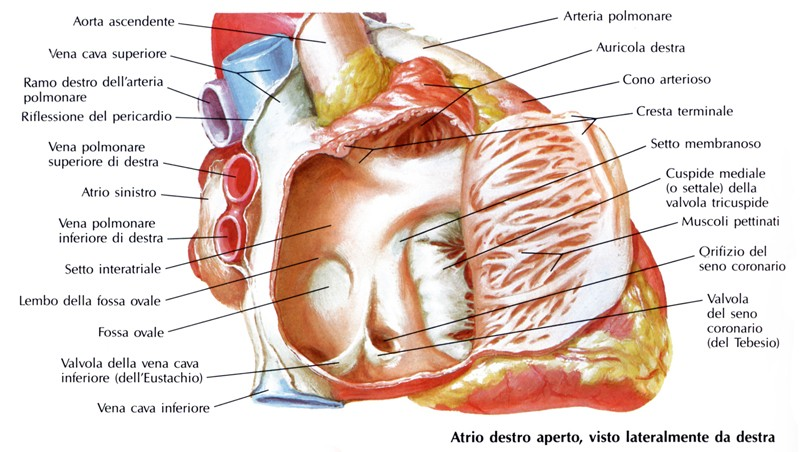 Aorta ascendente
Vena cava superiore
Ramo destro dell'arteria
polmonare
Riflessione del pericardio
Vena polmonare
superiore di destra
Atrio sinistro
Vena polmonare
inferiore di destra
Setto interatriale
Lembo della fossa ovale
Fossa ovale
Valvola della vena cava
inferiore (dell'Eustachio)
Vena cava inferiore
Arteria polmonare
Auricola destra
Cono arterioso
Cresta terminale
Setto membranoso
Cuspide mediale
(o settale) della
valvola tricuspide
Muscoli pettinati
Orifizio del
seno coronario
Valvola
del seno
coronario
(del Tebesio)
Atrio destro aperto, visto lateralmente da destra